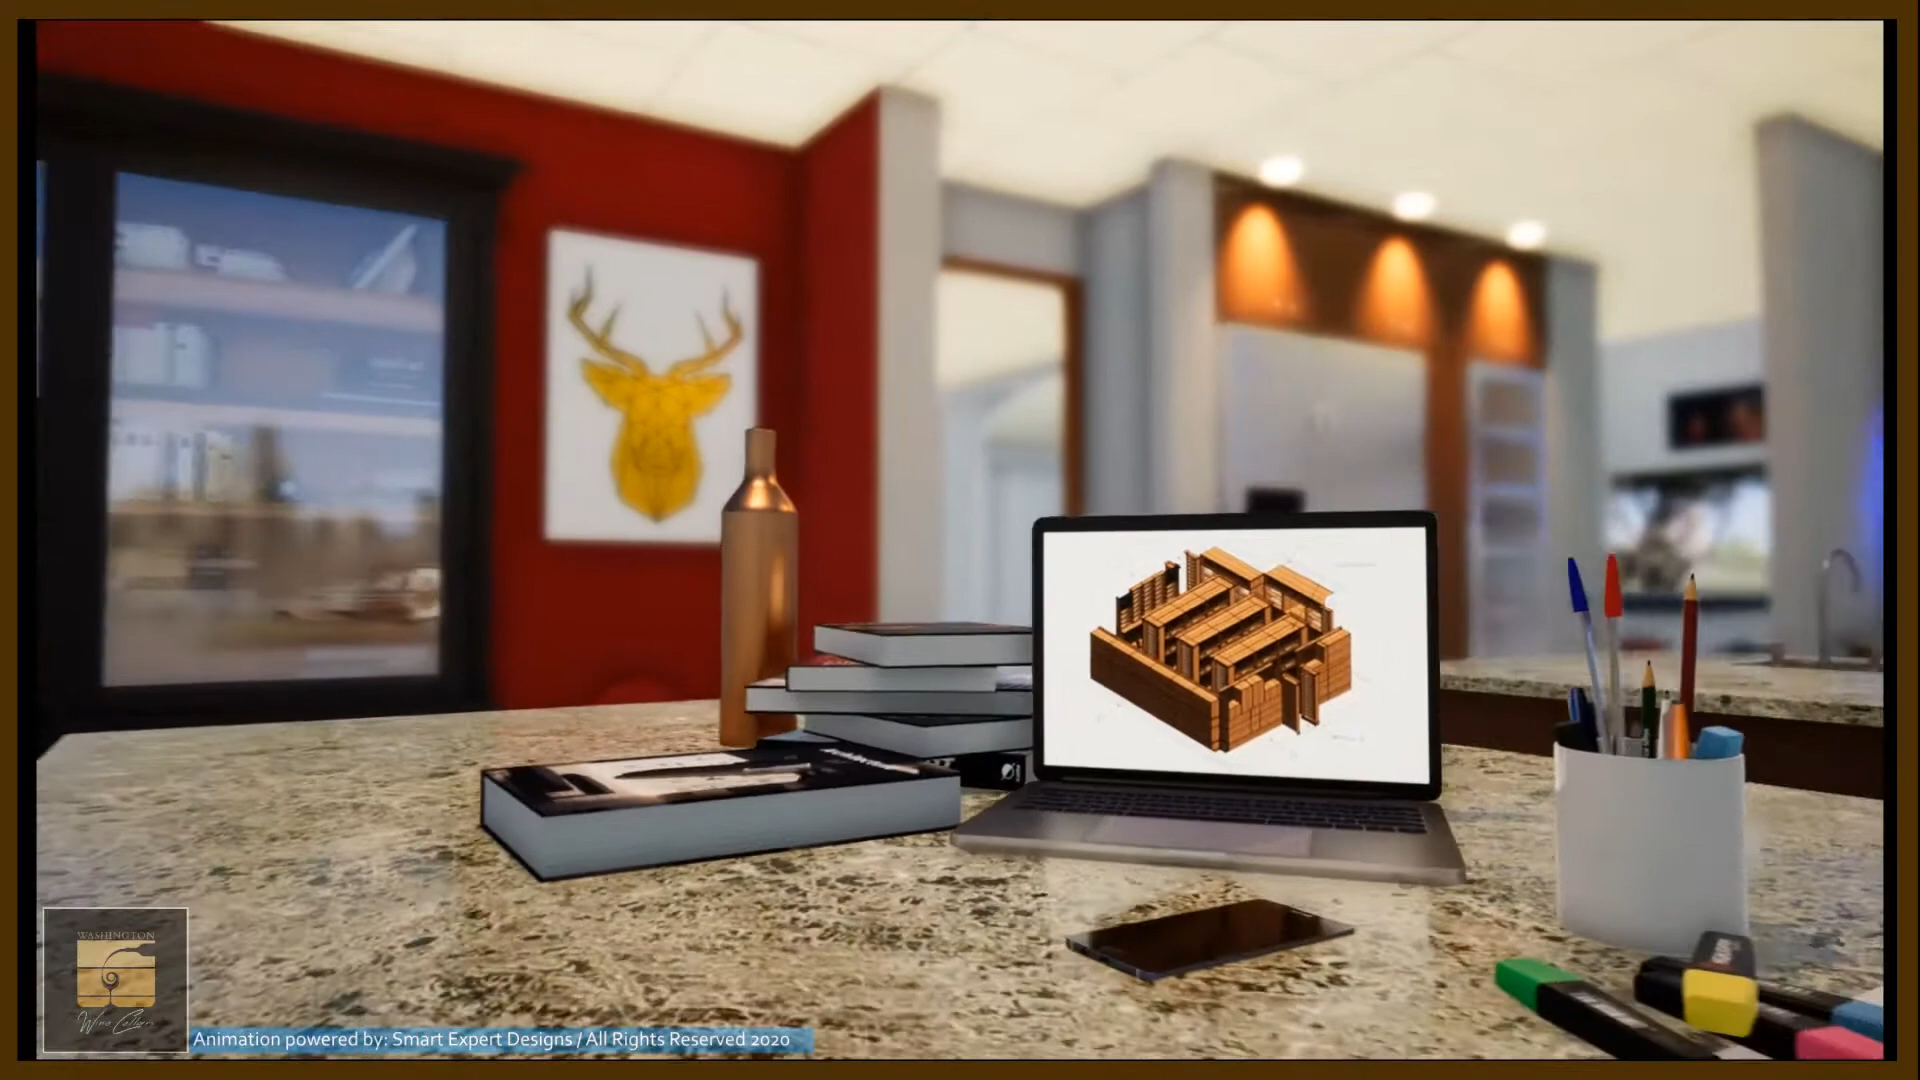 WASHINGTON
Wine Cellars
Animation powered by: Smart Expert Designs / All Rights Reserved 2020